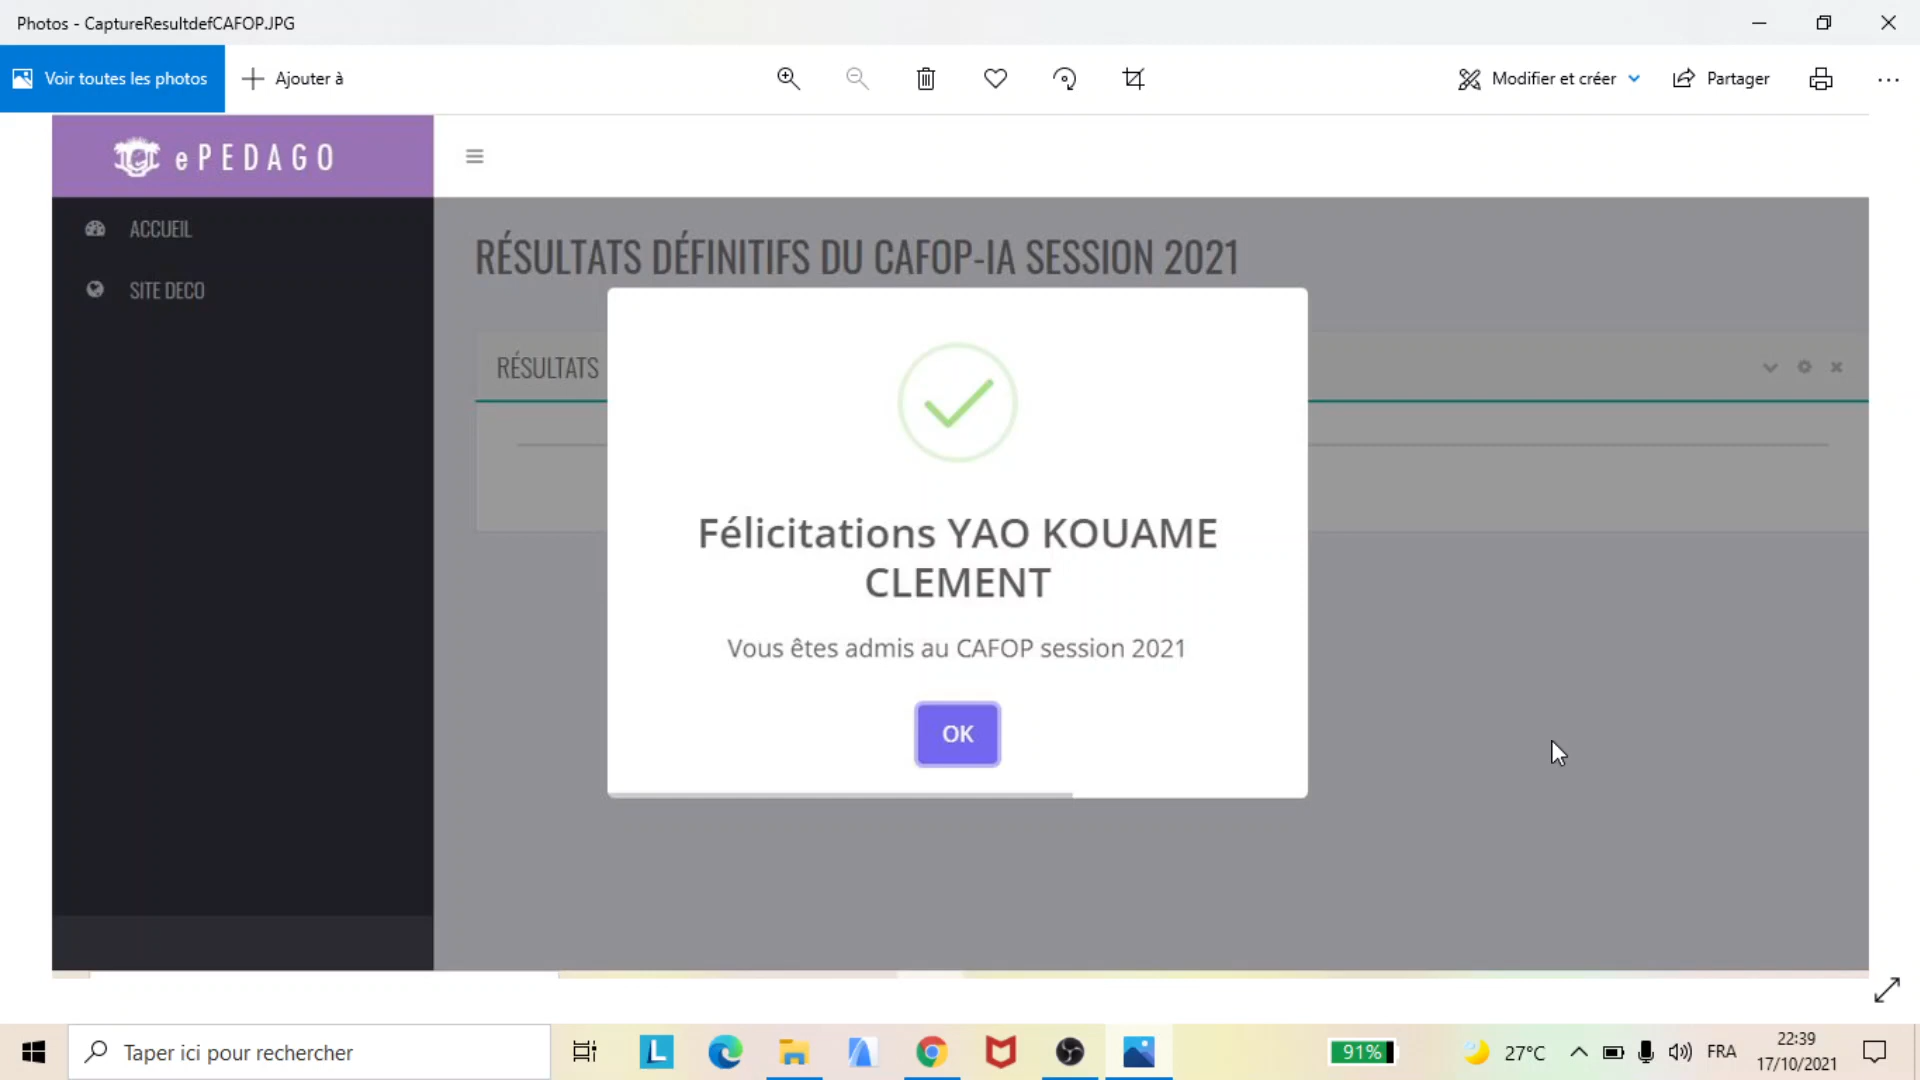 Photos - CaptureResultdefCAFOP.JPG
Voir toutes les photos
Ajouter à
Modifier et créer
Partager
ePEDAGO
ACCUEIL
SITE DECO
RÉSULTATS DÉFINITIFS DU CAFOP-IA SESSION 2021
RÉSULTATS
Félicitations YAO KOUAME
CLEMENT
Vous êtes admis au CAFOP session 2021
OK
Taper ici pour rechercher
L
91%
27°C
FRA
22:39
17/10/2021